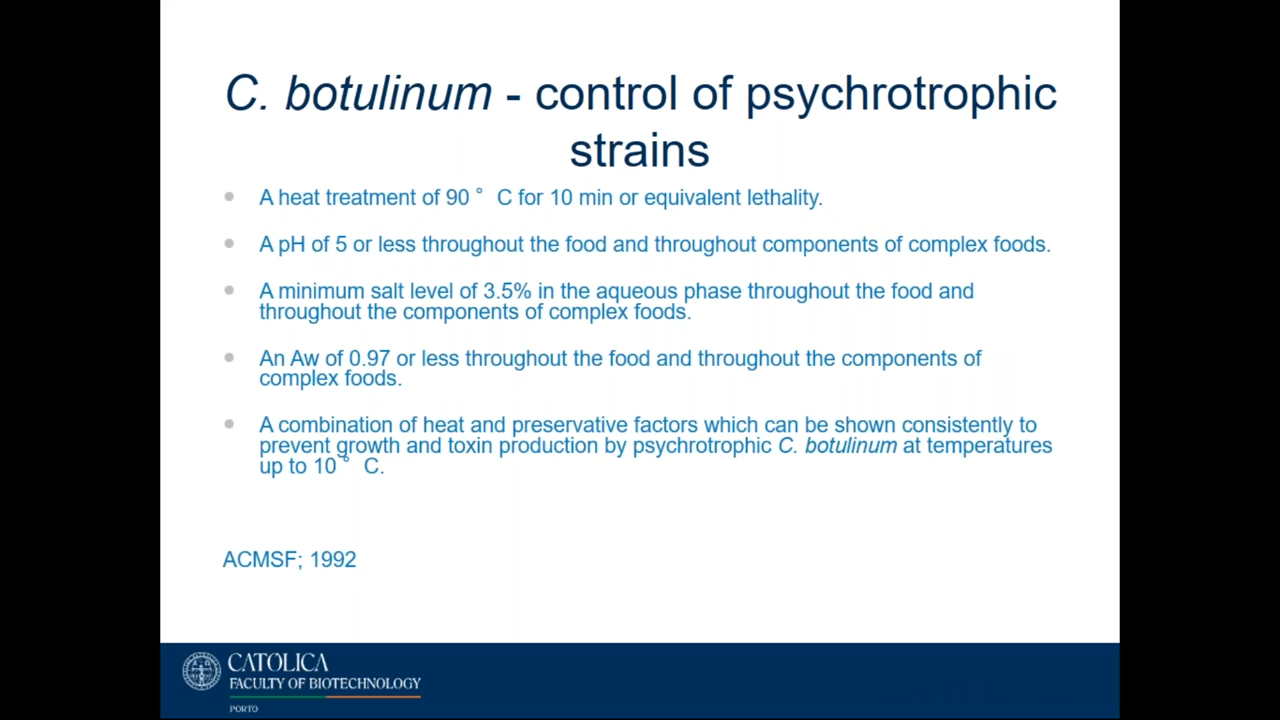 C. botulinum - control of psychrotrophic
strains
A heat treatment of 90 ° C for 10 min or equivalent lethality.
A pH of 5 or less throughout the food and throughout components of complex foods.
A minimum salt level of 3.5% in the aqueous phase throughout the food and
throughout the components of complex foods.
An Aw of 0.97 or less throughout the food and throughout the components of
complex foods.
A combination of heat and preservative factors which can be shown consistently to
prevent growth and toxin production by psychrotrophic C. botulinum at temperatures
up to 10 ° C.
ACMSF; 1992
CATOLICA
FACULTY OF BIOTECHNOLOGY
PORTO